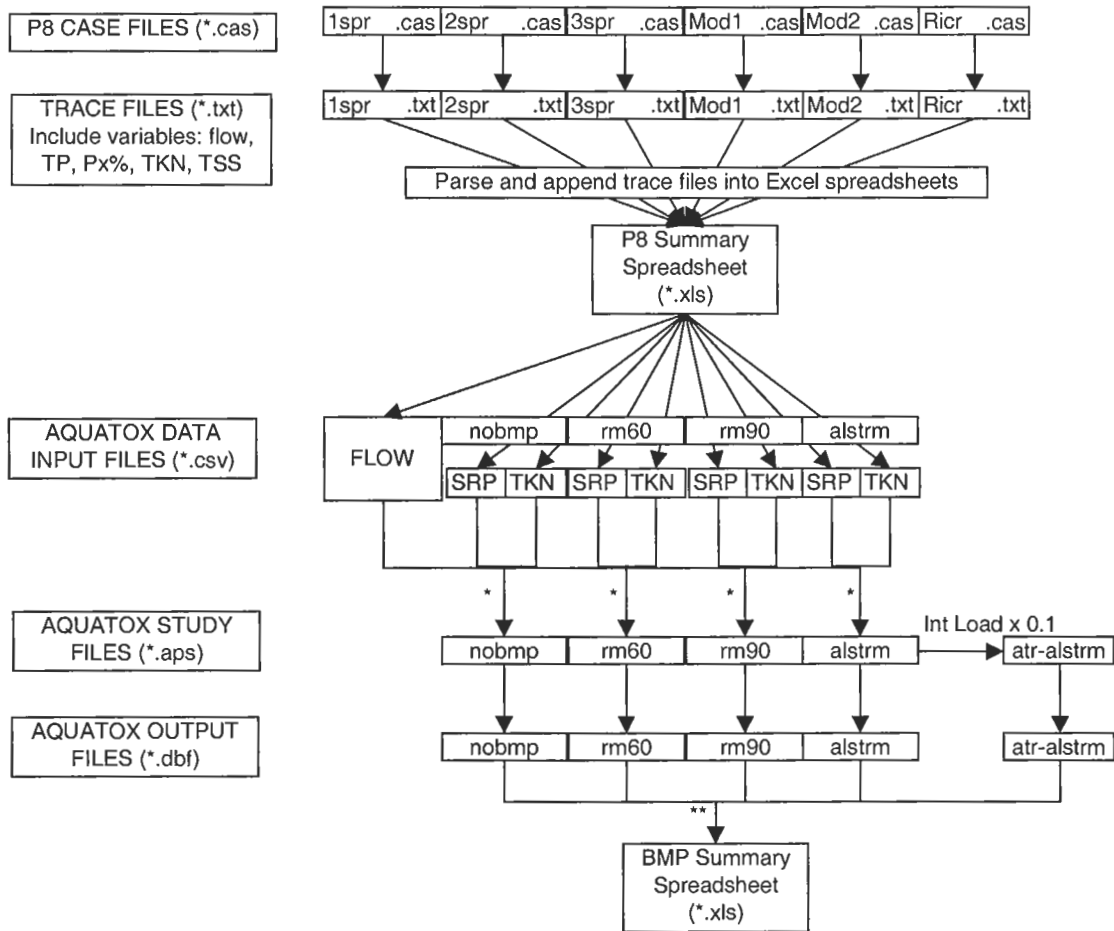 P8 CASE FILES (*.cas)
1spr .cas 2spr .cas 3spr .cas Mod1 .cas Mod2 .cas Ricr .cas
TRACE FILES (*.txt)
Include variables: flow,
TP, Px%, TKN, TSS
1spr .txt 2spr .txt 3spr .txt Mod1 .txt Mod2 .txt Ricr .txt
Parse and append trace files into Excel spreadsheets
P8 Summary
Spreadsheet
(*.xls)
AQUATOX DATA
INPUT FILES (*.csv)
FLOW
nobmp rm60 rm90 alstrm
SRP TKN SRP TKN SRP TKN SRP TKN
* * * *
AQUATOX STUDY
FILES (*.aps)
Int Load x 0.1
nobmp rm60 rm90 alstrm atr-alstrm
AQUATOX OUTPUT
FILES (*.dbf)
nobmp rm60 rm90 alstrm atr-alstrm
**
BMP Summary
Spreadsheet
(*.xls)